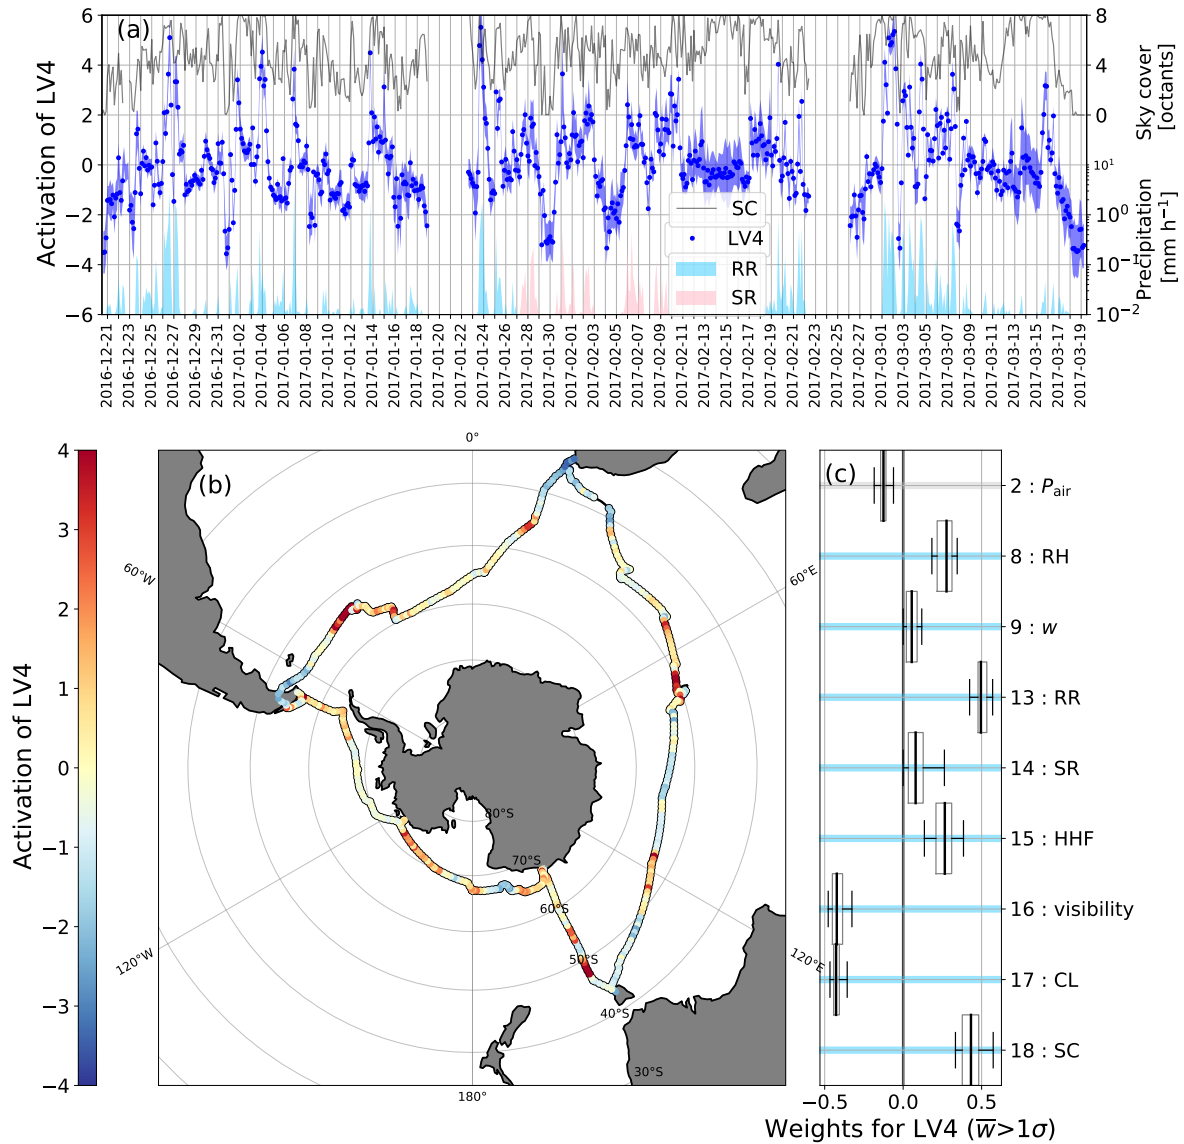 (a)
Activation of LV4
6
4
2
0
−2
−4
−6
8
4
0
Sky cover
[octants]
10¹
10⁰
10⁻¹
10⁻²
Precipitation
[mm h⁻¹]
SC
LV4
RR
SR
2016-12-21
2016-12-23
2016-12-25
2016-12-27
2016-12-29
2016-12-31
2017-01-02
2017-01-04
2017-01-06
2017-01-08
2017-01-10
2017-01-12
2017-01-14
2017-01-16
2017-01-18
2017-01-20
2017-01-22
2017-01-24
2017-01-26
2017-01-28
2017-01-30
2017-02-01
2017-02-03
2017-02-05
2017-02-07
2017-02-09
2017-02-11
2017-02-13
2017-02-15
2017-02-17
2017-02-19
2017-02-21
2017-02-23
2017-02-25
2017-02-27
2017-03-01
2017-03-03
2017-03-05
2017-03-07
2017-03-09
2017-03-11
2017-03-13
2017-03-15
2017-03-17
2017-03-19
Activation of LV4
4
3
2
1
0
−1
−2
−3
−4
(b)
0°
60°W
60°E
120°W
120°E
180°
80°S
70°S
60°S
50°S
40°S
30°S
(c)
2 : Pair
8 : RH
9 : w
13 : RR
14 : SR
15 : HHF
16 : visibility
17 : CL
18 : SC
−0.5 0.0 0.5
Weights for LV4 (w̅>1σ)